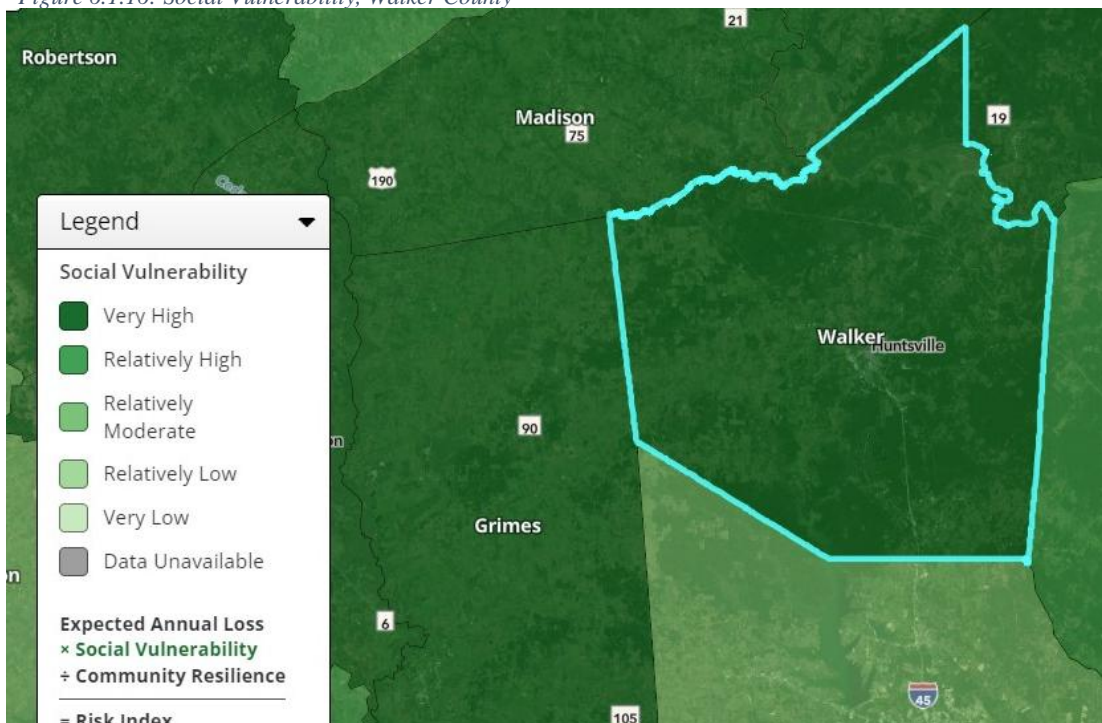 Figure 6.1.10: Social Vulnerability, Walker County
21
Robertson
Madison
75
19
190
Legend
Social Vulnerability
Very High
Relatively High
Relatively
Moderate
Relatively Low
Very Low
Data Unavailable
Expected Annual Loss
× Social Vulnerability
÷ Community Resilience
= Risk Index
Walker
Huntsville
90
Grimes
6
45
105